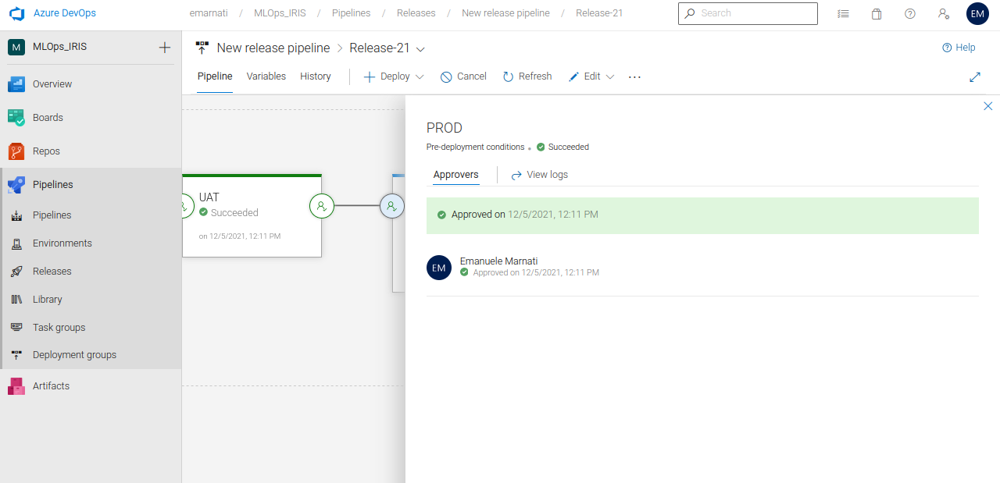 Azure DevOps
emarnati / MLOps_IRIS / Pipelines / Releases / New release pipeline / Release-21
Search
EM
M MLOps_IRIS
Overview
Boards
Repos
Pipelines
Pipelines
Environments
Releases
Library
Task groups
Deployment groups
Artifacts
New release pipeline > Release-21
Help
Pipeline Variables History Deploy Cancel Refresh Edit ...
UAT
Succeeded
on 12/5/2021, 12:11 PM
PROD
Pre-deployment conditions • Succeeded
Approvers View logs
Approved on 12/5/2021, 12:11 PM
EM
Emanuele Marnati
Approved on 12/5/2021, 12:11 PM